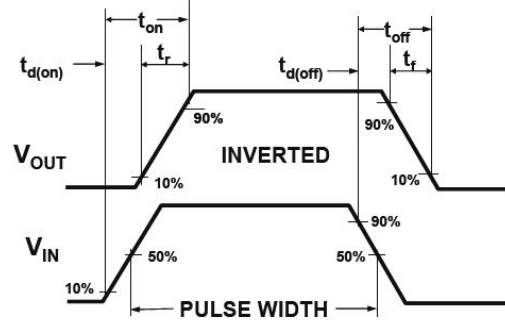 t_on
t_off
t_d(on)
t_r
t_d(off)
t_f
90%
90%
V_OUT
INVERTED
10%
10%
90%
V_IN
50%
50%
10%
PULSE WIDTH